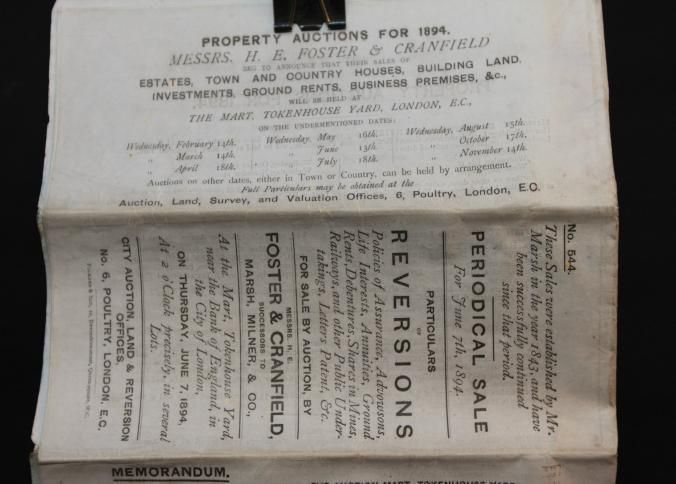 PROPERTY AUCTIONS FOR 1894.
MESSRS. H. E. FOSTER & CRANFIELD
BEG TO ANNOUNCE THAT THEIR SALES OF
ESTATES, TOWN AND COUNTRY HOUSES, BUILDING LAND,
INVESTMENTS, GROUND RENTS, BUSINESS PREMISES, &c.,
WILL BE HELD AT
THE MART, TOKENHOUSE YARD, LONDON, E.C.,
ON THE UNDERMENTIONED DATES:
Wednesday, February 14th. Wednesday, May 16th. Wednesday, August 15th.
" March 14th. " June 13th. " October 17th.
" April 18th. " July 18th. " November 14th.
Auctions on other dates, either in Town or Country, can be held by arrangement.
Full Particulars may be obtained at the
Auction, Land, Survey, and Valuation Offices, 6, Poultry, London, E.C.
No. 544.
These Sales were established by Mr.
Marsh in the year 1843, and have
been successfully continued
since that period.
PERIODICAL SALE
For June 7th, 1894.
PARTICULARS
OF
REVERSIONS
Policies of Assurance, Advowsons,
Life Interests, Annuities, Ground
Rents, Debentures, Shares in Mines,
Railways, and other Public Under-
takings, Letters Patent, &c.
FOR SALE BY AUCTION, BY
MESSRS. H. E.
FOSTER & CRANFIELD,
SUCCESSORS TO
MARSH, MILNER, & CO.,
At the Mart, Tokenhouse Yard,
near the Bank of England, in
the City of London,
ON THURSDAY, JUNE 7, 1894,
At 2 o'Clock precisely, in several
Lots.
CITY AUCTION, LAND & REVERSION
OFFICES,
No. 6, POULTRY, LONDON, E.C.
MEMORANDUM.